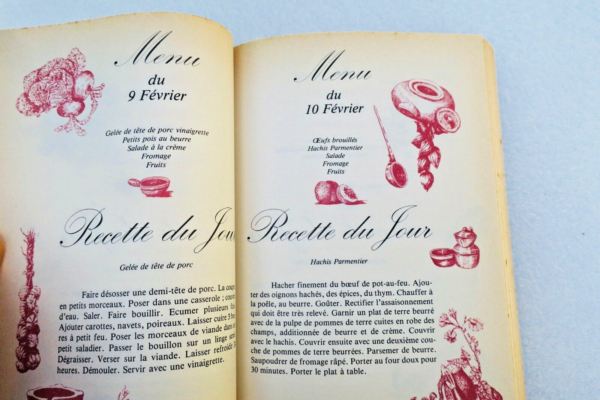 Menu
du
9 Février
Gelée de tête de porc vinaigrette
Petits pois au beurre
Salade à la crème
Fromage
Fruits
Recette du Jour
Gelée de tête de porc
Faire désosser une demi-tête de porc. La
en petits morceaux. Poser dans une casserole ;
d'eau. Saler. Faire bouillir. Ecumer plusieurs
Ajouter carottes, navets, poireaux. Laisser cuire
res à petit feu. Poser les morceaux de viande dans
petit saladier. Passer le bouillon sur un linge
Dégraisser. Verser sur la viande. Laisser refroidir
heures. Démouler. Servir avec une vinaigrette.
Menu
du
10 Février
Œufs brouillés
Hachis Parmentier
Salade
Fromage
Fruits
Recette du Jour
Hachis Parmentier
Hacher finement du bœuf de pot-au-feu. Ajou-
ter des oignons hachés, des épices, du thym. Chauffer à
la poêle, au beurre. Goûter. Rectifier l'assaisonnement
qui doit être très relevé. Garnir un plat de terre beurré
avec de la pulpe de pommes de terre cuites en robe des
champs, additionnée de beurre et de crème. Couvrir
avec le hachis. Couvrir ensuite avec une deuxième cou-
che de pommes de terre beurrées. Parsemer de beurre.
Saupoudrer de fromage râpé. Porter au four doux pour
30 minutes. Porter le plat à table.